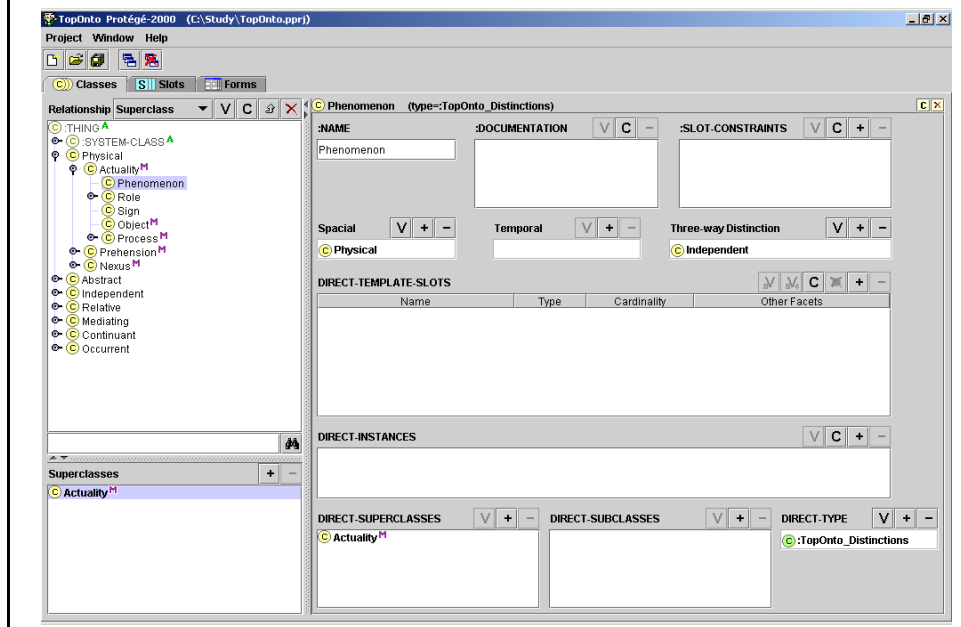 TopOnto Protégé-2000 (C:\Study\TopOnto.pprj)
Project Window Help
C Classes S Slots Forms
Relationship Superclass V C
C :THING A
C :SYSTEM-CLASS A
C Physical
C Actuality M
C Phenomenon
C Role
C Sign
C Object M
C Process M
C Prehension M
C Nexus M
C Abstract
C Independent
C Relative
C Mediating
C Continuant
C Occurrent
Superclasses + -
C Actuality M
C Phenomenon (type=:TopOnto_Distinctions) C ×
:NAME :DOCUMENTATION V C - :SLOT-CONSTRAINTS V C + -
Phenomenon
Spacial V + - Temporal V + - Three-way Distinction V + -
C Physical C Independent
DIRECT-TEMPLATE-SLOTS V V C + -
Name Type Cardinality Other Facets
DIRECT-INSTANCES V C + -
DIRECT-SUPERCLASSES V + - DIRECT-SUBCLASSES V + - DIRECT-TYPE V + -
C Actuality M C :TopOnto_Distinctions